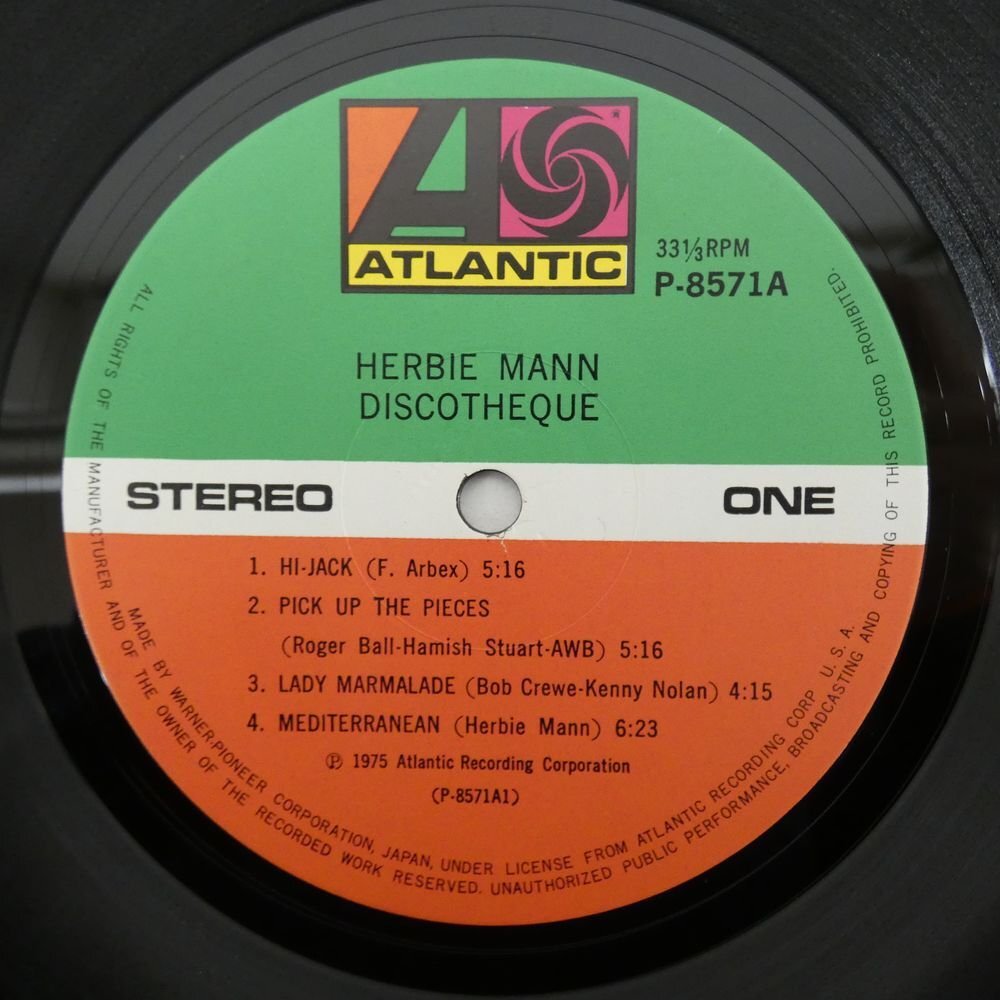 ATLANTIC
®
33⅓ RPM
P-8571A
HERBIE MANN
DISCOTHEQUE
STEREO
ONE
1. HI-JACK (F. Arbex) 5:16
2. PICK UP THE PIECES
(Roger Ball-Hamish Stuart-AWB) 5:16
3. LADY MARMALADE (Bob Crewe-Kenny Nolan) 4:15
4. MEDITERRANEAN (Herbie Mann) 6:23
℗ 1975 Atlantic Recording Corporation
(P-8571A1)
MADE BY WARNER-PIONEER CORPORATION, JAPAN, UNDER LICENSE FROM ATLANTIC RECORDING CORP. U. S. A.
ALL RIGHTS OF THE MANUFACTURER AND OF THE OWNER OF THE RECORDED WORK RESERVED. UNAUTHORIZED PUBLIC PERFORMANCE, BROADCASTING AND COPYING OF THIS RECORD PROHIBITED.